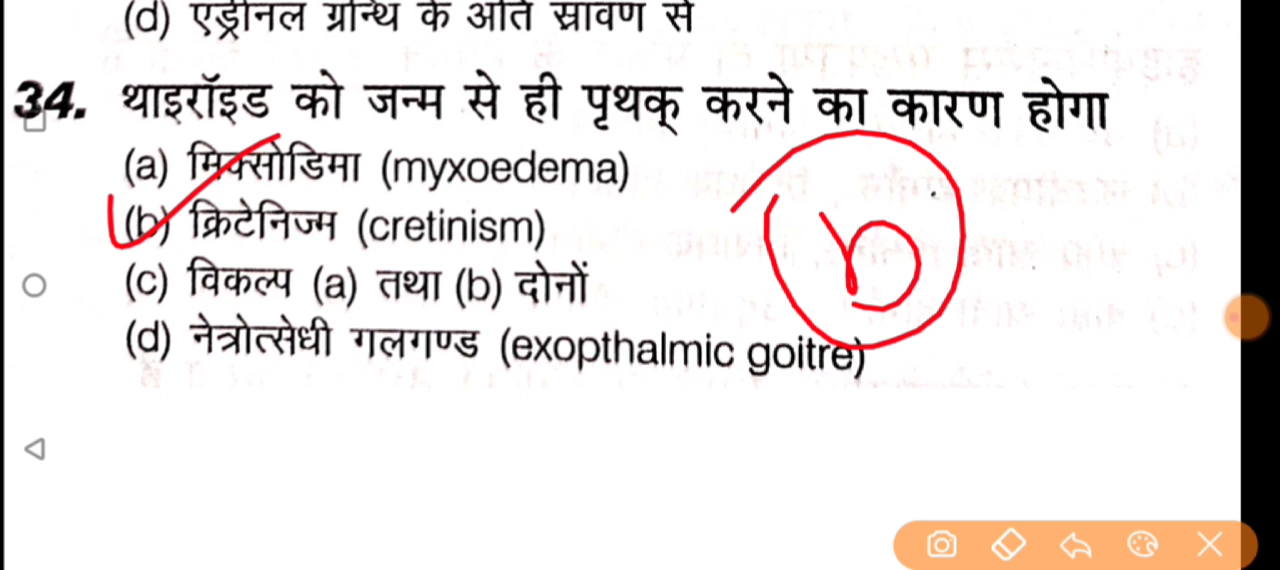 (d) एड्रीनल ग्रन्थि के अति स्रावण से
34. थाइरॉइड को जन्म से ही पृथक् करने का कारण होगा
(a) मिक्सोडिमा (myxoedema)
(b) क्रिटेनिज्म (cretinism)
(c) विकल्प (a) तथा (b) दोनों
(d) नेत्रोत्सेधी गलगण्ड (exopthalmic goitre)
b